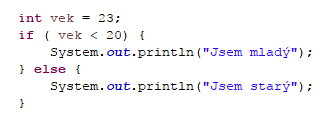 int vek = 23;
if ( vek < 20) {
    System.out.println("Jsem mladý");
} else {
    System.out.println("Jsem starý");
}